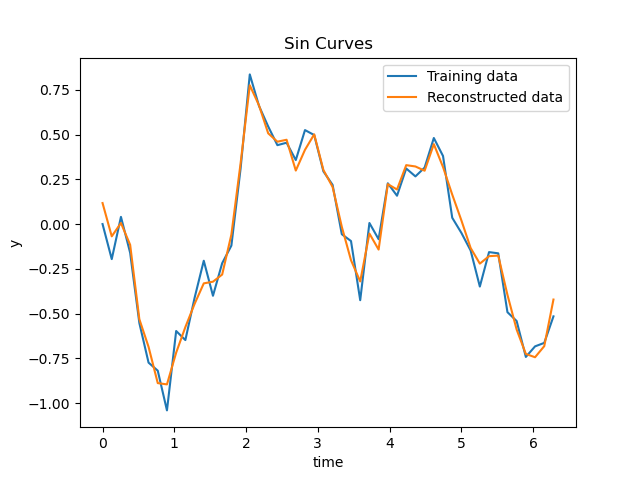 Sin Curves
Training data
Reconstructed data
0.75
0.50
0.25
0.00
−0.25
−0.50
−0.75
−1.00
y
0 1 2 3 4 5 6
time